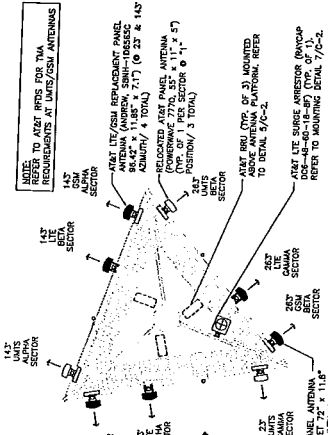 NOTE:
REFER TO AT&T RFDS FOR TMA
REQUIREMENTS AT UMTS/GSM ANTENNAS
AT&T LTE/GSM REPLACEMENT PANEL
ANTENNA (ANDREW, SBNH-1D6565C
96.42" x 11.85" x 7.1") (@ 23' & 143'
AZIMUTH/ 4 TOTAL)
RELOCATED AT&T PANEL ANTENNA
(POWERWAVE 7770, 55" x 11" x 5")
(TYP. OF 1 PER SECTOR @ "1"
POSITION/ 3 TOTAL)
AT&T RRU (TYP. OF 3) MOUNTED
ABOVE ANTENNA PLATFORM. REFER
TO DETAIL 5/C-2.
AT&T LTE SURGE ARRESTOR (RAYCAP
DC6-48-60-18-8F) (TYP. OF 1).
REFER TO MOUNTING DETAIL 7/C-2.
143'
GSM
ALPHA
SECTOR
263'
UMTS
BETA
SECTOR
143'
LTE
BETA
SECTOR
143'
UMTS
ALPHA
SECTOR
263'
LTE
GAMMA
SECTOR
263'
GSM
BETA
SECTOR
23'
UMTS
GAMMA
SECTOR
LTE
PHA
CTOR
ANEL ANTENNA
ET 72" x 11.8"